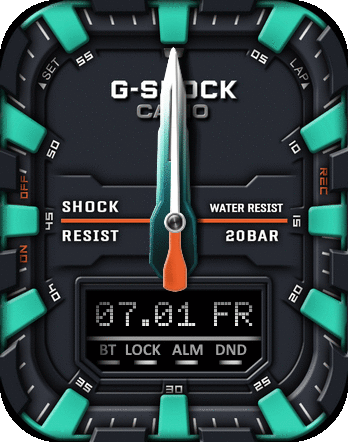 55
05
SET
LAP
G-SHOCK
CASIO
50
10
OFF/
REC
SHOCK
WATER RESIST
45
15
RESIST
20BAR
ON
40
20
07.01 FR
BT LOCK ALM DND
35
30
25